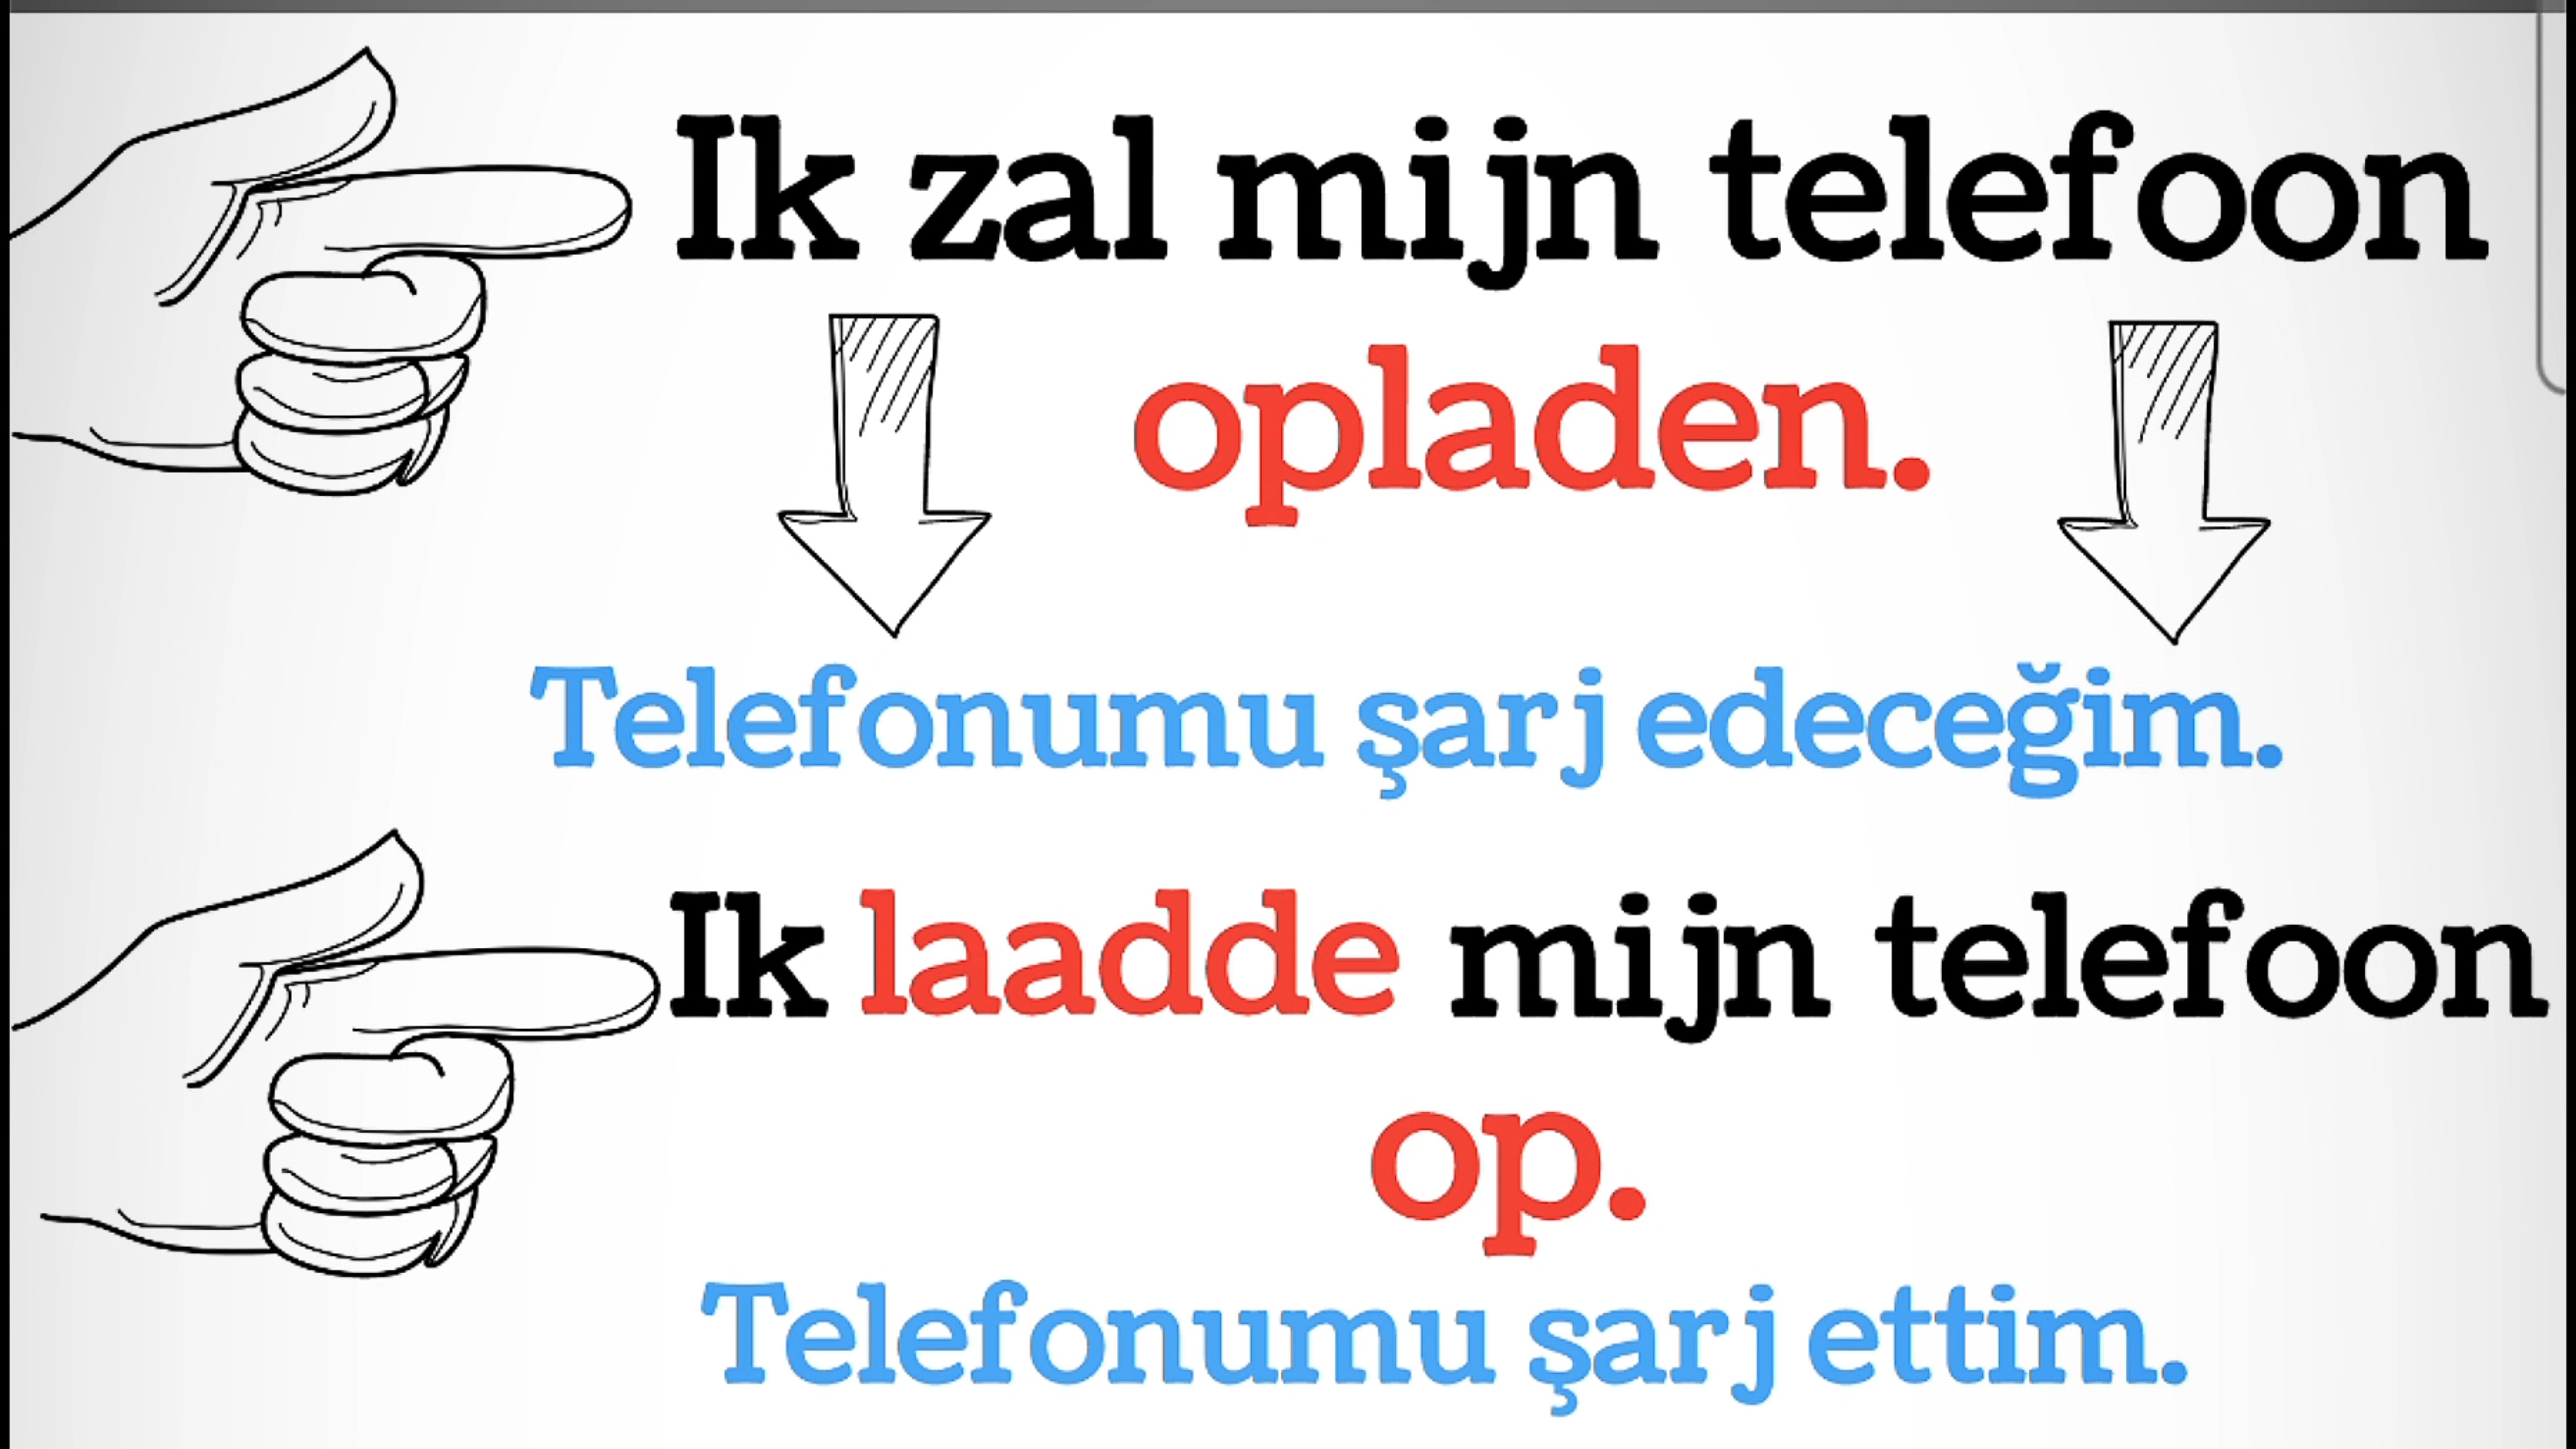 Ik zal mijn telefoon
opladen.
Telefonumu şarj edeceğim.
Ik laadde mijn telefoon
op.
Telefonumu şarj ettim.